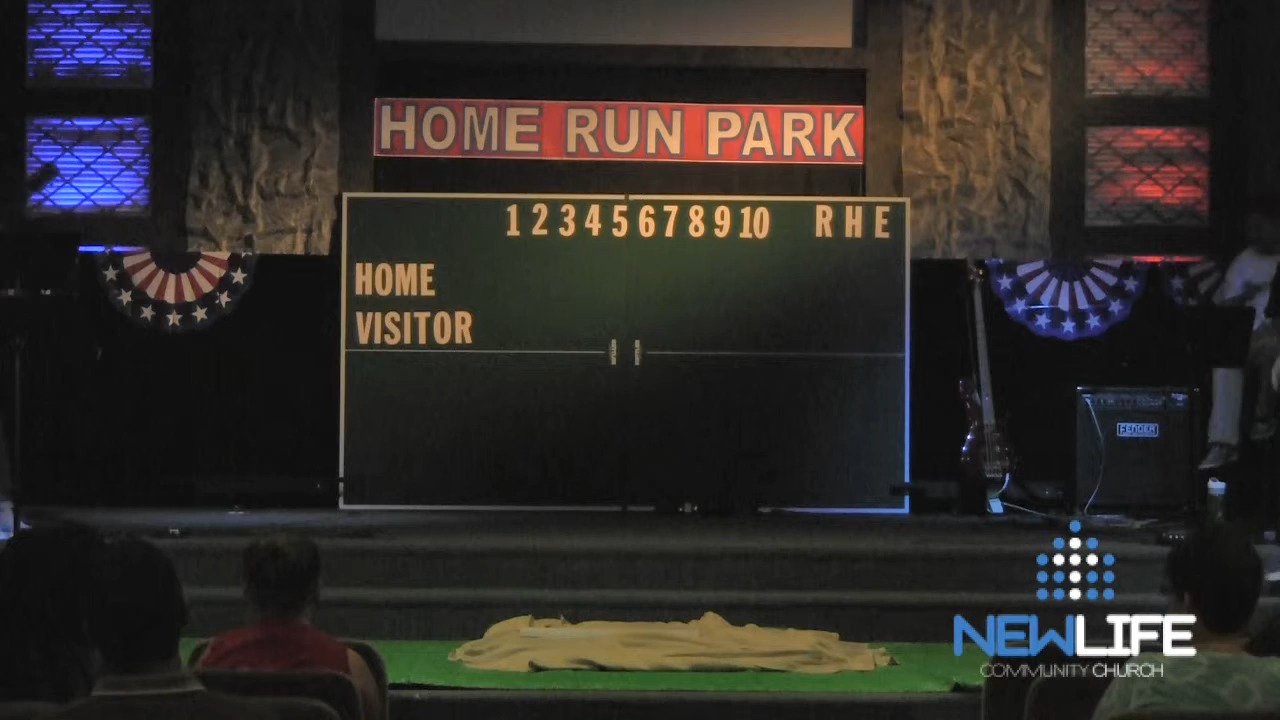 HOME RUN PARK
1 2 3 4 5 6 7 8 9 10 R H E
HOME
VISITOR
FENDER
NEWLIFE
COMMUNITY CHURCH